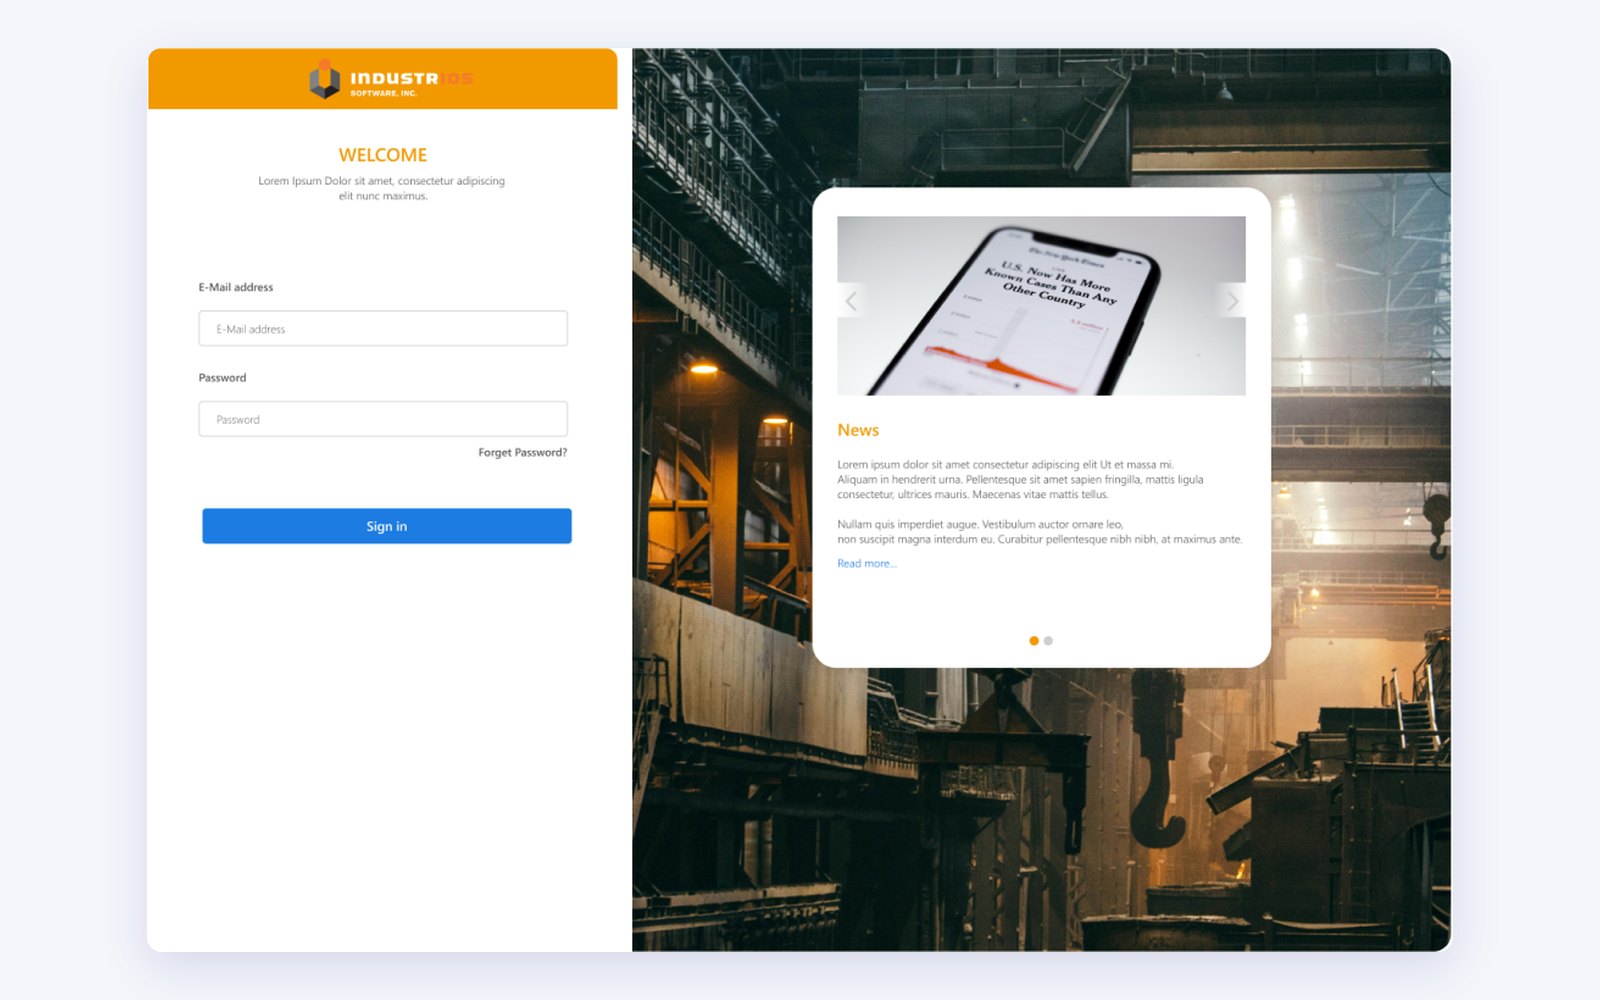 INDUSTRIOS
SOFTWARE, INC.
WELCOME
Lorem Ipsum Dolor sit amet, consectetur adipiscing
elit nunc maximus.
E-Mail address
E-Mail address
Password
Password
Forget Password?
Sign in
The New York Times
U.S. Now Has More
Known Cases Than Any
Other Country
News
Lorem ipsum dolor sit amet consectetur adipiscing elit Ut et massa mi.
Aliquam in hendrerit urna. Pellentesque sit amet sapien fringilla, mattis ligula
consectetur, ultrices mauris. Maecenas vitae mattis tellus.
Nullam quis imperdiet augue. Vestibulum auctor ornare leo,
non suscipit magna interdum eu. Curabitur pellentesque nibh nibh, at maximus ante.
Read more...